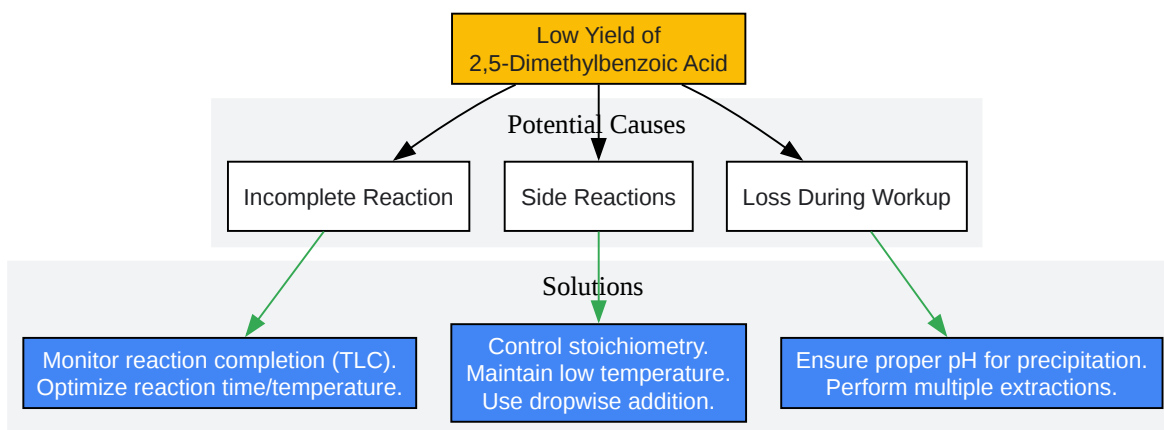 Low Yield of
2,5-Dimethylbenzoic Acid
Potential Causes
Incomplete Reaction
Side Reactions
Loss During Workup
Solutions
Monitor reaction completion (TLC).
Optimize reaction time/temperature.
Control stoichiometry.
Maintain low temperature.
Use dropwise addition.
Ensure proper pH for precipitation.
Perform multiple extractions.